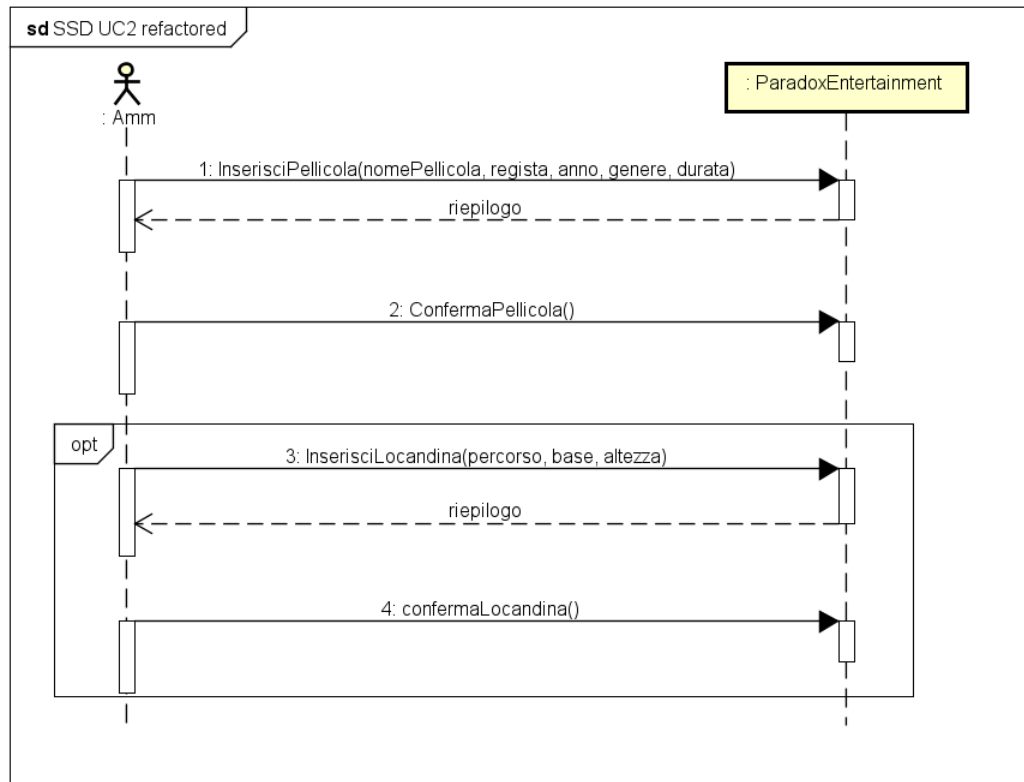 sd SSD UC2 refactored
: Amm
: ParadoxEntertainment
1: InserisciPellicola(nomePellicola, regista, anno, genere, durata)
riepilogo
2: ConfermaPellicola()
opt
3: InserisciLocandina(percorso, base, altezza)
riepilogo
4: confermaLocandina()